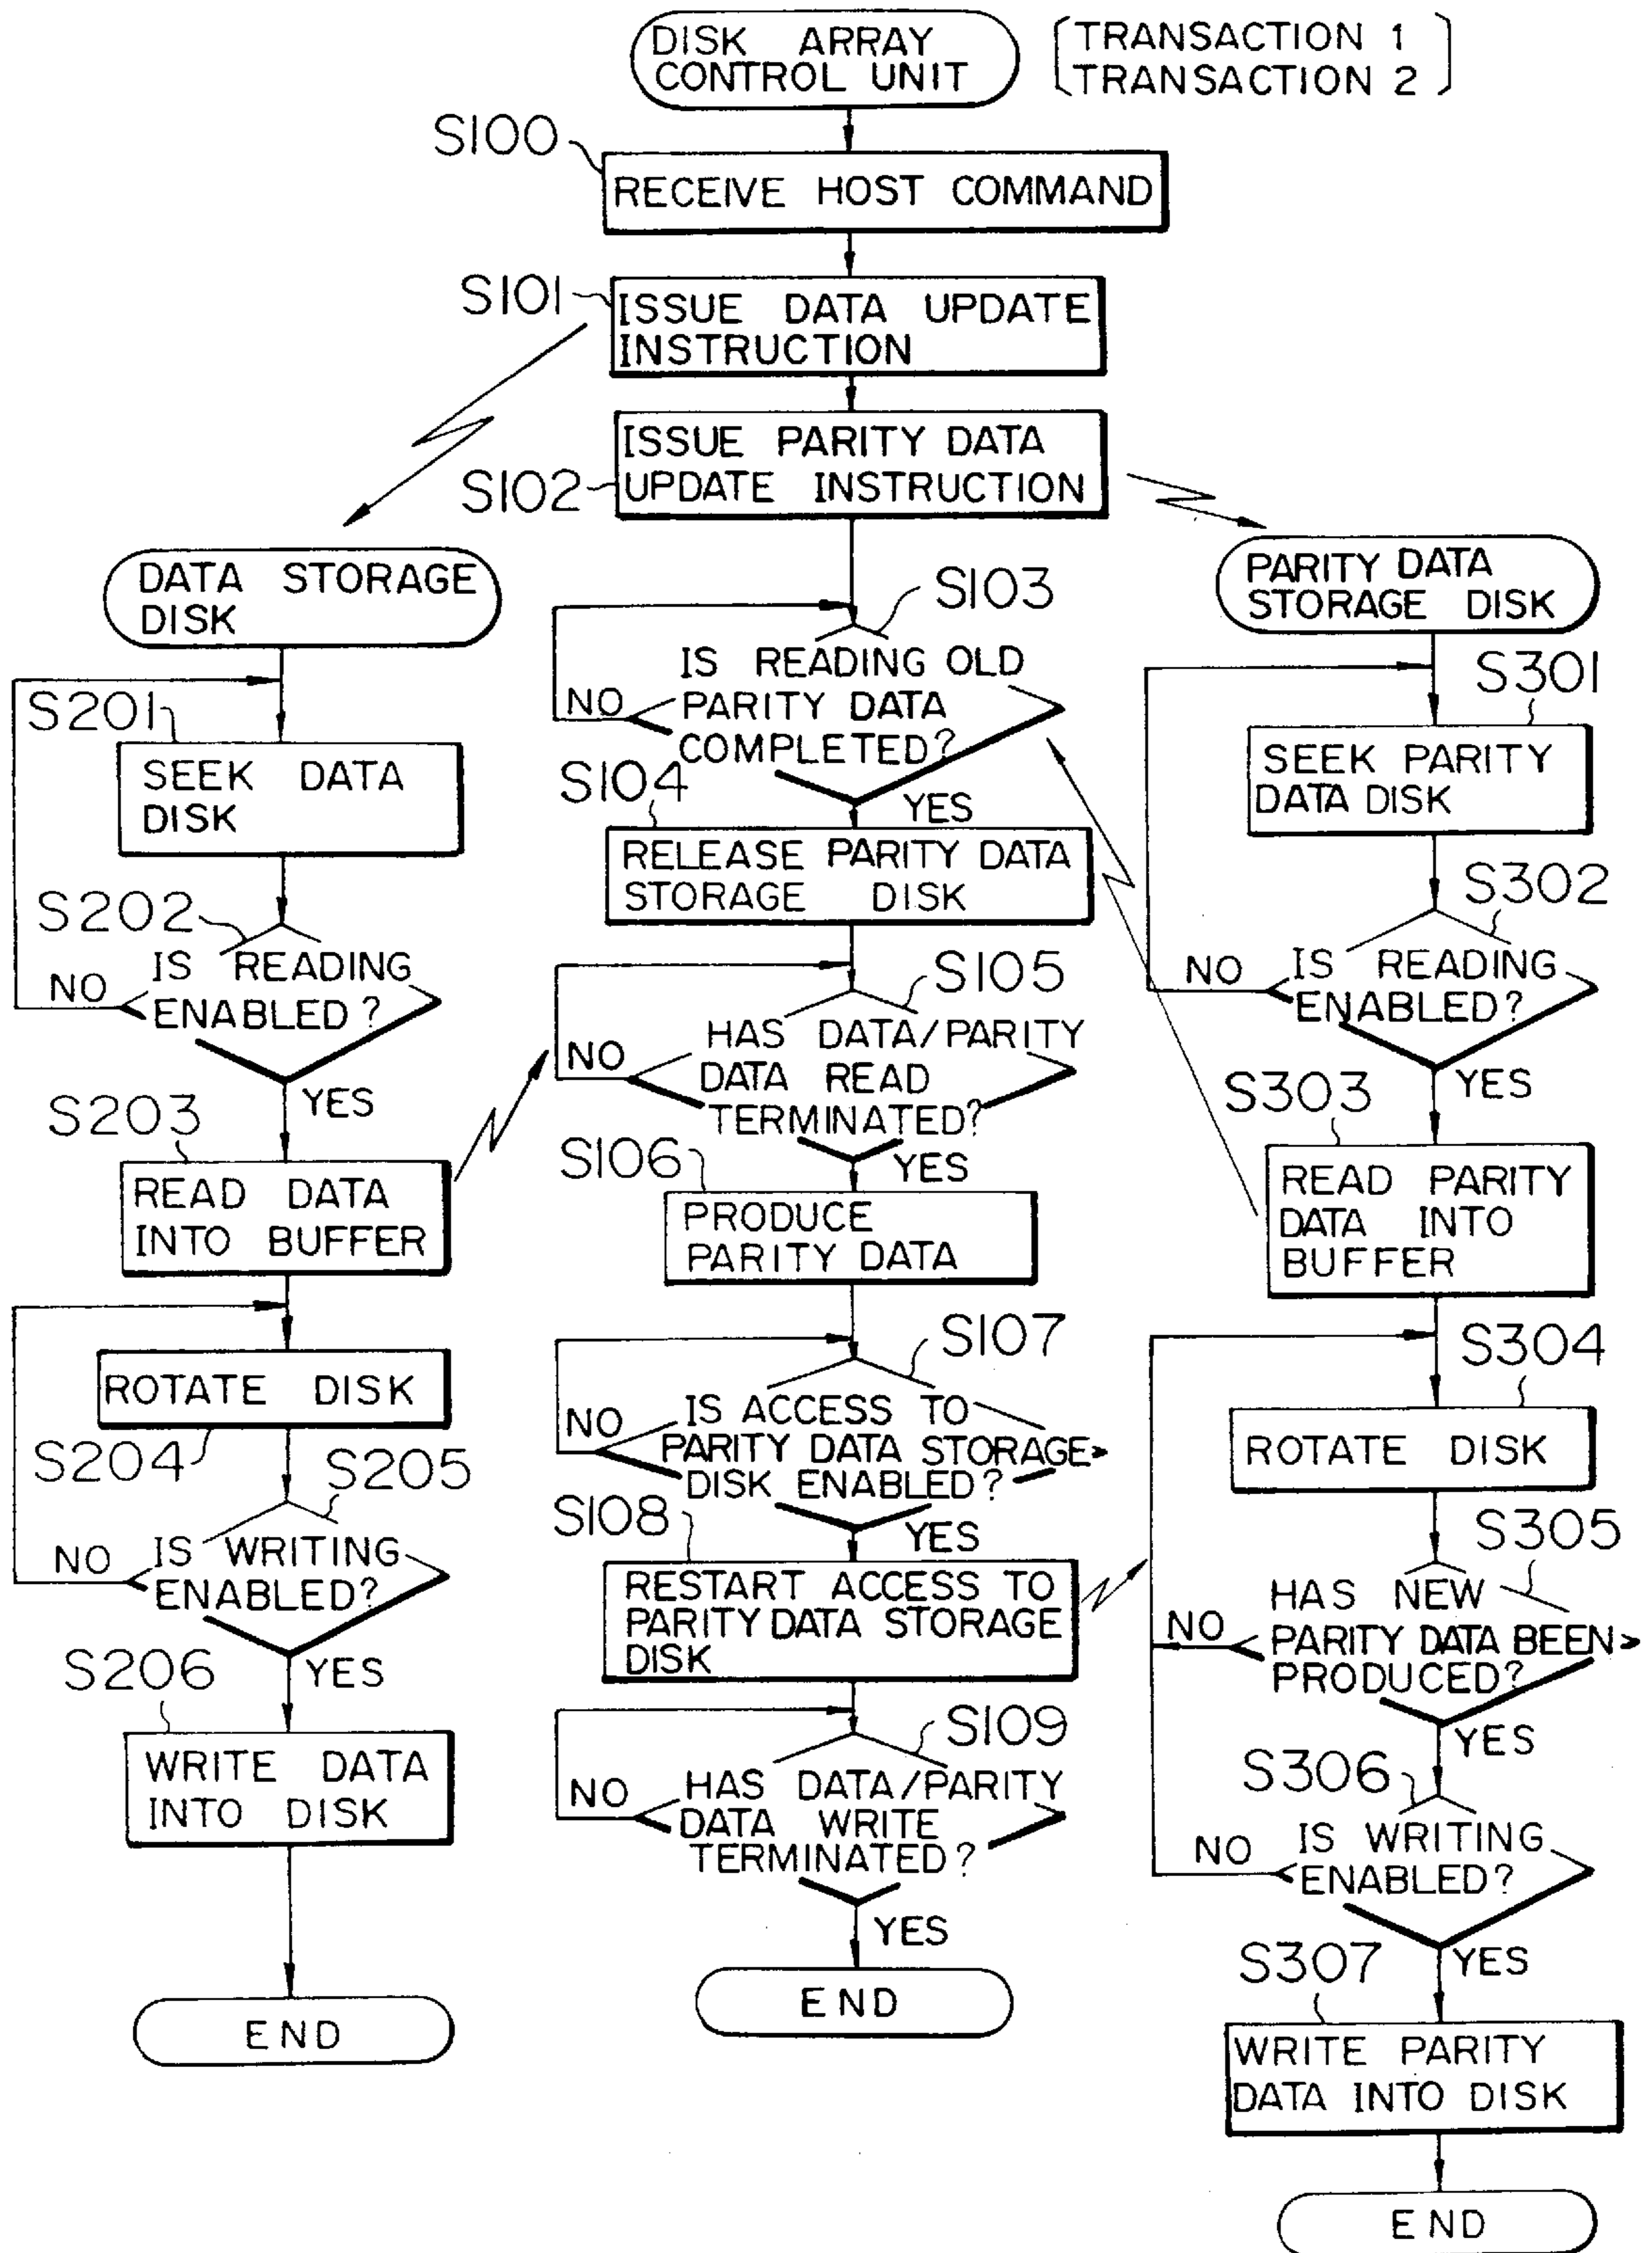 DISK ARRAY
CONTROL UNIT
TRANSACTION 1
TRANSACTION 2
S100
RECEIVE HOST COMMAND
S101
ISSUE DATA UPDATE
INSTRUCTION
S102
ISSUE PARITY DATA
UPDATE INSTRUCTION
DATA STORAGE
DISK
S201
SEEK DATA
DISK
S202
IS READING
ENABLED?
NO
YES
S203
READ DATA
INTO BUFFER
ROTATE DISK
S204
S205
IS WRITING
ENABLED?
NO
YES
S206
WRITE DATA
INTO DISK
END
S103
IS READING OLD
PARITY DATA
COMPLETED?
NO
YES
S104
RELEASE PARITY DATA
STORAGE DISK
S105
HAS DATA/PARITY
DATA READ
TERMINATED?
NO
YES
S106
PRODUCE
PARITY DATA
S107
IS ACCESS TO
PARITY DATA STORAGE
DISK ENABLED?
NO
YES
S108
RESTART ACCESS TO
PARITY DATA STORAGE
DISK
S109
HAS DATA/PARITY
DATA WRITE
TERMINATED?
NO
YES
END
PARITY DATA
STORAGE DISK
S301
SEEK PARITY
DATA DISK
S302
IS READING
ENABLED?
NO
YES
S303
READ PARITY
DATA INTO
BUFFER
S304
ROTATE DISK
S305
HAS NEW
PARITY DATA BEEN
PRODUCED?
NO
YES
S306
IS WRITING
ENABLED?
NO
YES
S307
WRITE PARITY
DATA INTO DISK
END